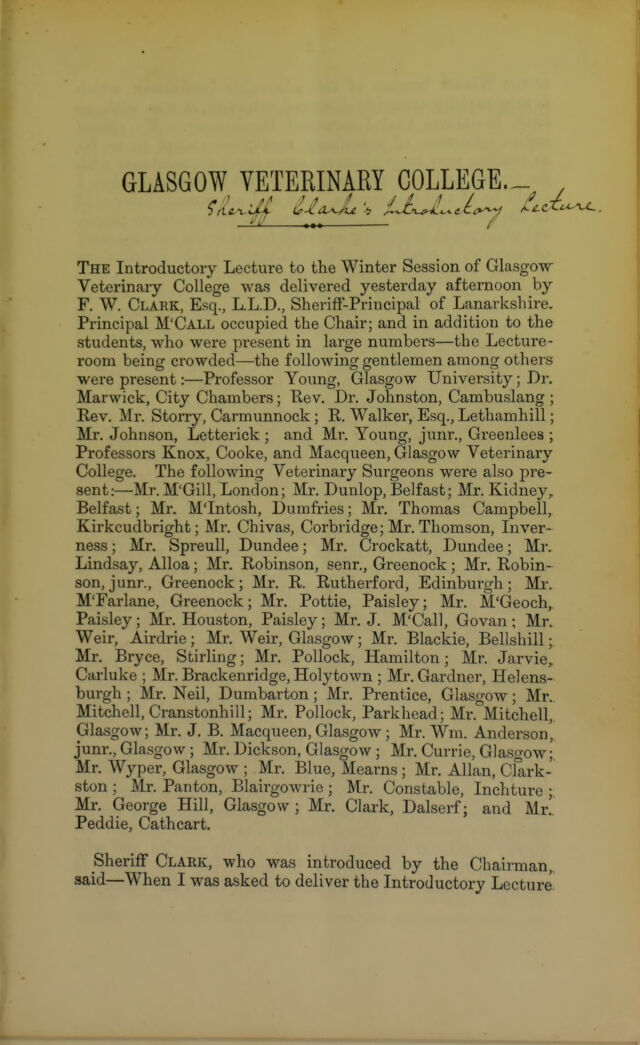 GLASGOW VETERINARY COLLEGE.—
Sheriff Clarke's Introductory Lecture.
THE Introductory Lecture to the Winter Session of Glasgow
Veterinary College was delivered yesterday afternoon by
F. W. CLARK, Esq., L.L.D., Sheriff-Principal of Lanarkshire.
Principal M‘CALL occupied the Chair; and in addition to the
students, who were present in large numbers—the Lecture-
room being crowded—the following gentlemen among others
were present:—Professor Young, Glasgow University; Dr.
Marwick, City Chambers; Rev. Dr. Johnston, Cambuslang;
Rev. Mr. Storry, Carmunnock; R. Walker, Esq., Lethamhill;
Mr. Johnson, Letterick; and Mr. Young, junr., Greenlees;
Professors Knox, Cooke, and Macqueen, Glasgow Veterinary
College. The following Veterinary Surgeons were also pre-
sent:—Mr. M‘Gill, London; Mr. Dunlop, Belfast; Mr. Kidney,
Belfast; Mr. M‘Intosh, Dumfries; Mr. Thomas Campbell,
Kirkcudbright; Mr. Chivas, Corbridge; Mr. Thomson, Inver-
ness; Mr. Spreull, Dundee; Mr. Crockatt, Dundee; Mr.
Lindsay, Alloa; Mr. Robinson, senr., Greenock; Mr. Robin-
son, junr., Greenock; Mr. R. Rutherford, Edinburgh; Mr.
M‘Farlane, Greenock; Mr. Pottie, Paisley; Mr. M‘Geoch,
Paisley; Mr. Houston, Paisley; Mr. J. M‘Call, Govan; Mr.
Weir, Airdrie; Mr. Weir, Glasgow; Mr. Blackie, Bellshill;
Mr. Bryce, Stirling; Mr. Pollock, Hamilton; Mr. Jarvie,
Carluke; Mr. Brackenridge, Holytown; Mr. Gardner, Helens-
burgh; Mr. Neil, Dumbarton; Mr. Prentice, Glasgow; Mr.
Mitchell, Cranstonhill; Mr. Pollock, Parkhead; Mr. Mitchell,
Glasgow; Mr. J. B. Macqueen, Glasgow; Mr. Wm. Anderson,
junr., Glasgow; Mr. Dickson, Glasgow; Mr. Currie, Glasgow;
Mr. Wyper, Glasgow; Mr. Blue, Mearns; Mr. Allan, Clark-
ston; Mr. Panton, Blairgowrie; Mr. Constable, Inchture;
Mr. George Hill, Glasgow; Mr. Clark, Dalserf; and Mr.
Peddie, Cathcart.
Sheriff CLARK, who was introduced by the Chairman,
said—When I was asked to deliver the Introductory Lecture